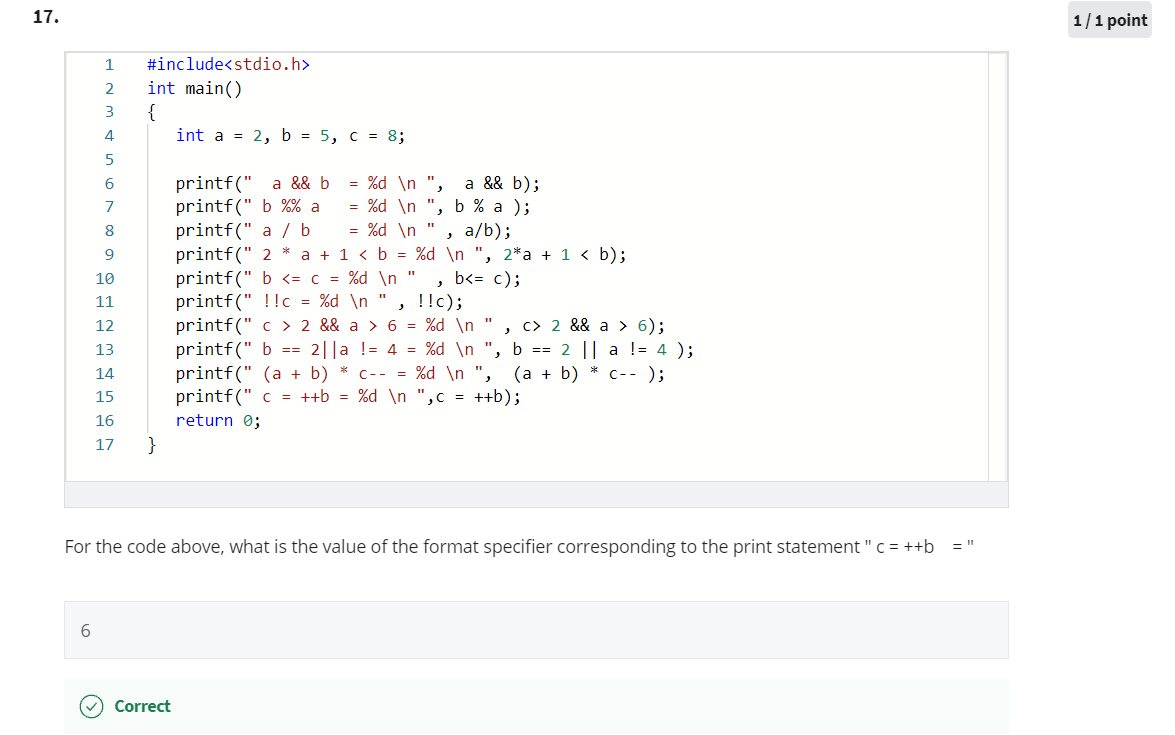 17.
1 / 1 point
1 #include<stdio.h>
2 int main()
3 {
4 int a = 2, b = 5, c = 8;
5
6 printf("  a && b  = %d \n ",  a && b);
7 printf(" b %% a   = %d \n ", b % a );
8 printf(" a / b    = %d \n " , a/b);
9 printf(" 2 * a + 1 < b = %d \n ", 2*a + 1 < b);
10 printf(" b <= c = %d \n "  , b<= c);
11 printf(" !!c = %d \n " , !!c);
12 printf(" c > 2 && a > 6 = %d \n " , c> 2 && a > 6);
13 printf(" b == 2||a != 4 = %d \n ", b == 2 || a != 4 );
14 printf(" (a + b) * c-- = %d \n ",  (a + b) * c-- );
15 printf(" c = ++b = %d \n ",c = ++b);
16 return 0;
17 }
For the code above, what is the value of the format specifier corresponding to the print statement " c = ++b   = "
6
Correct